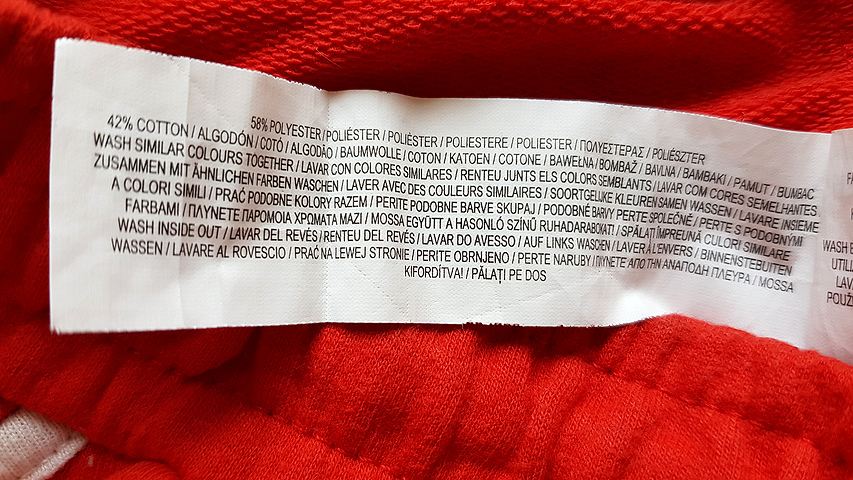 58% POLYESTER / POLIÉSTER / POLIÈSTER / POLIESTERE / POLIESTER / ΠΟΛΥΕΣΤΕΡΑΣ / POLIÉSZTER
42% COTTON / ALGODÓN / COTÓ / ALGODÃO / BAUMWOLLE / COTON / KATOEN / COTONE / BAWEŁNA / BOMBAŽ / BAVLNA / BAMBAKI / PAMUT / BUMBAC
WASH SIMILAR COLOURS TOGETHER / LAVAR CON COLORES SIMILARES / RENTEU JUNTS ELS COLORS SEMBLANTS / LAVAR COM CORES SEMELHANTES
ZUSAMMEN MIT ÄHNLICHEN FARBEN WASCHEN / LAVER AVEC DES COULEURS SIMILAIRES / SOORTGELIJKE KLEUREN SAMEN WASSEN / LAVARE INSIEME
A COLORI SIMILI / PRAĆ PODOBNE KOLORY RAZEM / PERITE PODOBNE BARVE SKUPAJ / PODOBNÉ BARVY PERTE SPOLEČNĚ / PERTE S PODOBNYMI
FARBAMI / ΠΛΥΝΕΤΕ ΠΑΡΟΜΟΙΑ ΧΡΩΜΑΤΑ ΜΑΖΙ / MOSSA EGYÜTT A HASONLÓ SZÍNŰ RUHADARABOKAT! / SPĂLAȚI ÎMPREUNĂ CULORI SIMILARE
WASH INSIDE OUT / LAVAR DEL REVÉS / RENTEU DEL REVÉS / LAVAR DO AVESSO / AUF LINKS WASCHEN / LAVER À L'ENVERS / BINNENSTEBUITEN
WASSEN / LAVARE AL ROVESCIO / PRAĆ NA LEWEJ STRONIE / PERITE OBRNJENO / PERTE NARUBY / ΠΛΥΝΕΤΕ ΑΠΟ ΤΗΝ ΑΝΑΠΟΔΗ ΠΛΕΥΡΑ / MOSSA
KIFORDÍTVA! / PĂLAȚI PE DOS
WASH
UTILI
LAV
ΠΟΥΖ